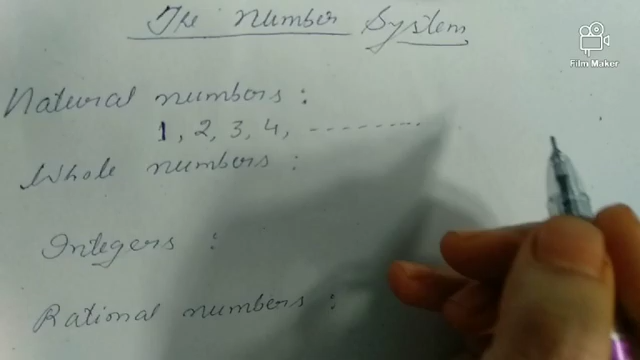 The Number System
Film Maker
Natural numbers :
1, 2, 3, 4, ---------.
Whole numbers :
Integers :
Rational numbers :